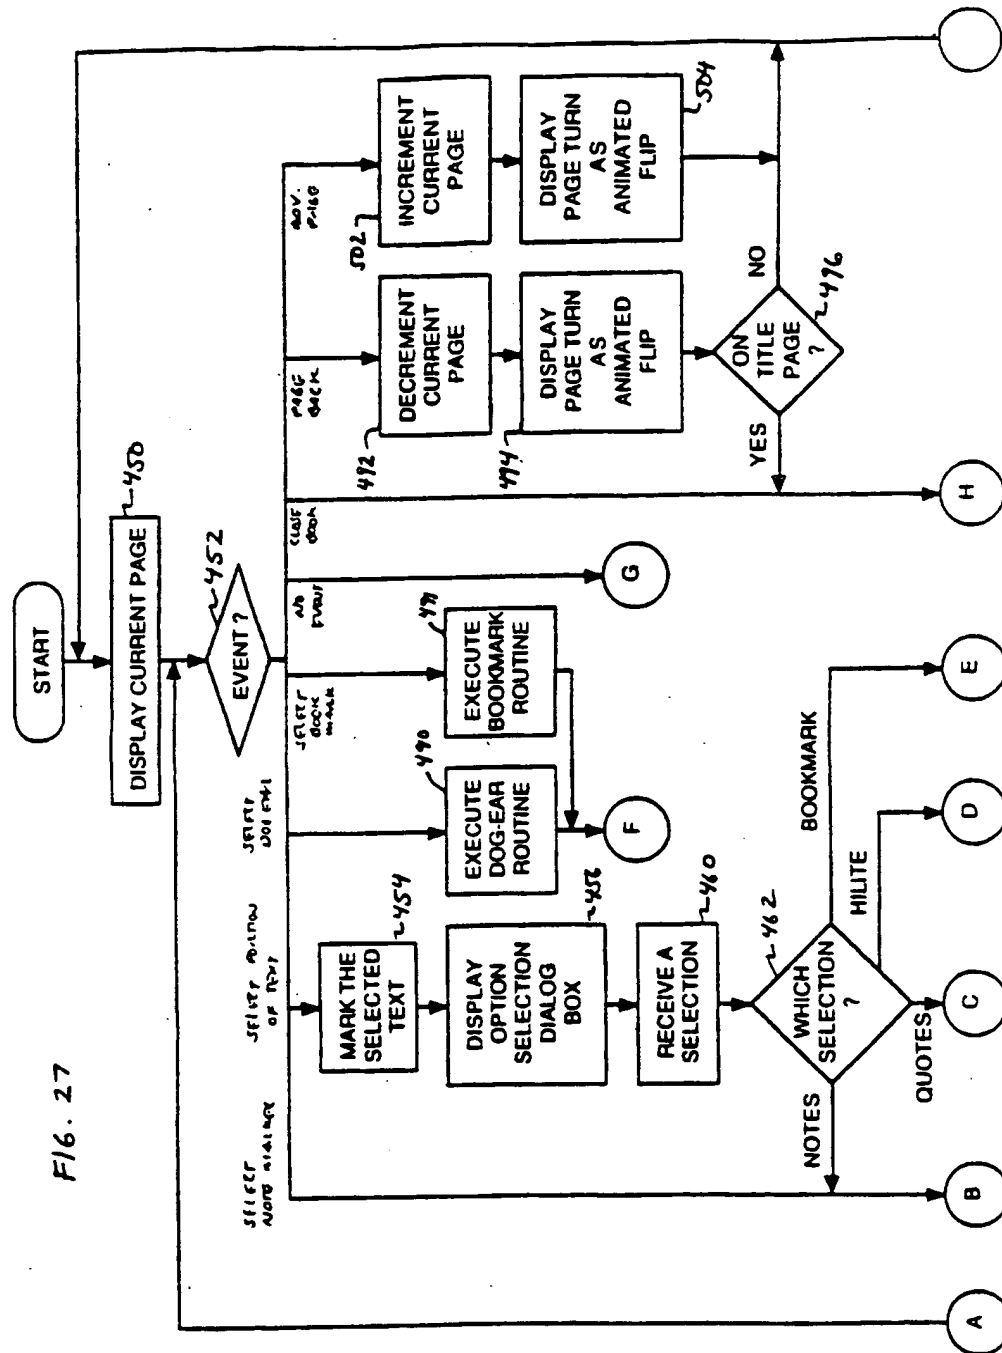 FIG. 27
START
DISPLAY CURRENT PAGE
450
EVENT ?
452
SELECT
NOTE
SELECT PORTION
OF TEXT
SELECT
DOG EAR
SELECT
BOOK
MARK
NO
EVENT
CLOSE
BOOK
PAGE
BACK
ADV.
PAGE
MARK THE
SELECTED
TEXT
454
EXECUTE
DOG-EAR
ROUTINE
490
EXECUTE
BOOKMARK
ROUTINE
491
492
DECREMENT
CURRENT
PAGE
502
INCREMENT
CURRENT
PAGE
DISPLAY
OPTION
SELECTION
DIALOG
BOX
456
494
DISPLAY
PAGE TURN
AS
ANIMATED
FLIP
DISPLAY
PAGE TURN
AS
ANIMATED
FLIP
504
F
G
RECEIVE A
SELECTION
460
WHICH
SELECTION
?
462
NOTES
QUOTES
HILITE
BOOKMARK
ON
TITLE
PAGE
?
496
YES
NO
A
B
C
D
E
H